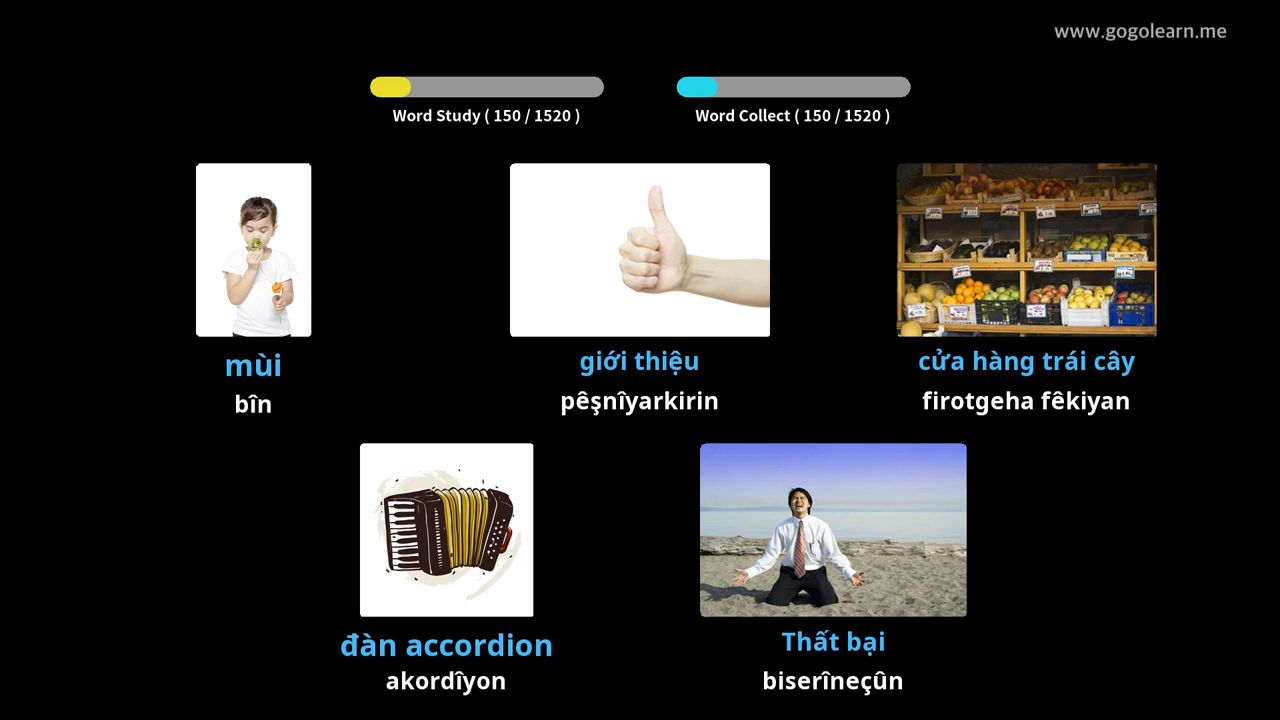 www.gogolearn.me
Word Study ( 150 / 1520 )
Word Collect ( 150 / 1520 )
mùi
bîn
giới thiệu
pêşnîyarkirin
cửa hàng trái cây
firotgeha fêkiyan
đàn accordion
akordîyon
Thất bại
biserîneçûn